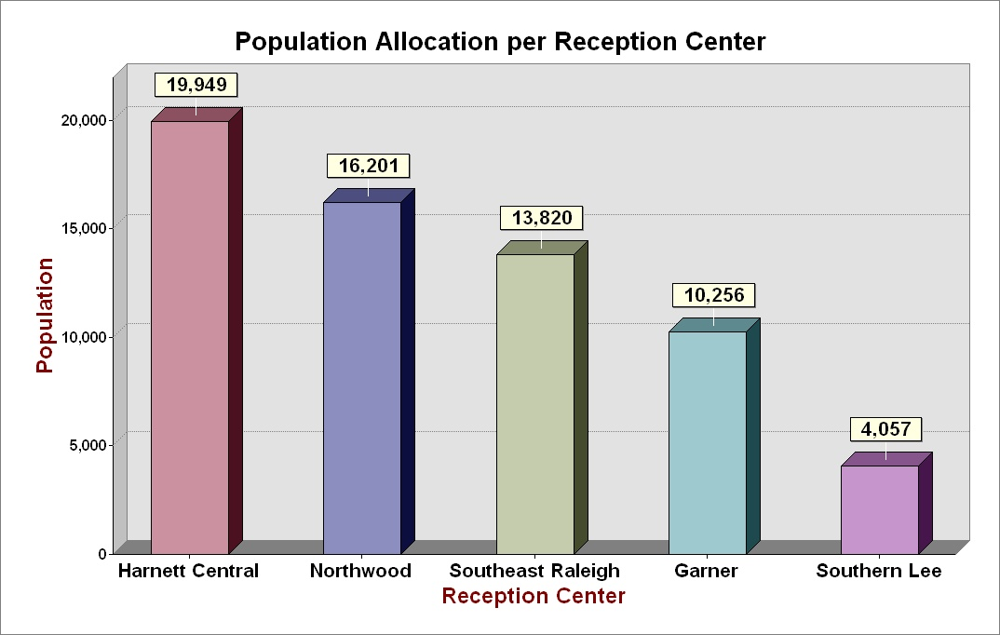 Population Allocation per Reception Center
19,949
20,000
16,201
15,000
13,820
10,256
Population
10,000
5,000
4,057
0
Harnett Central
Northwood
Southeast Raleigh
Garner
Southern Lee
Reception Center